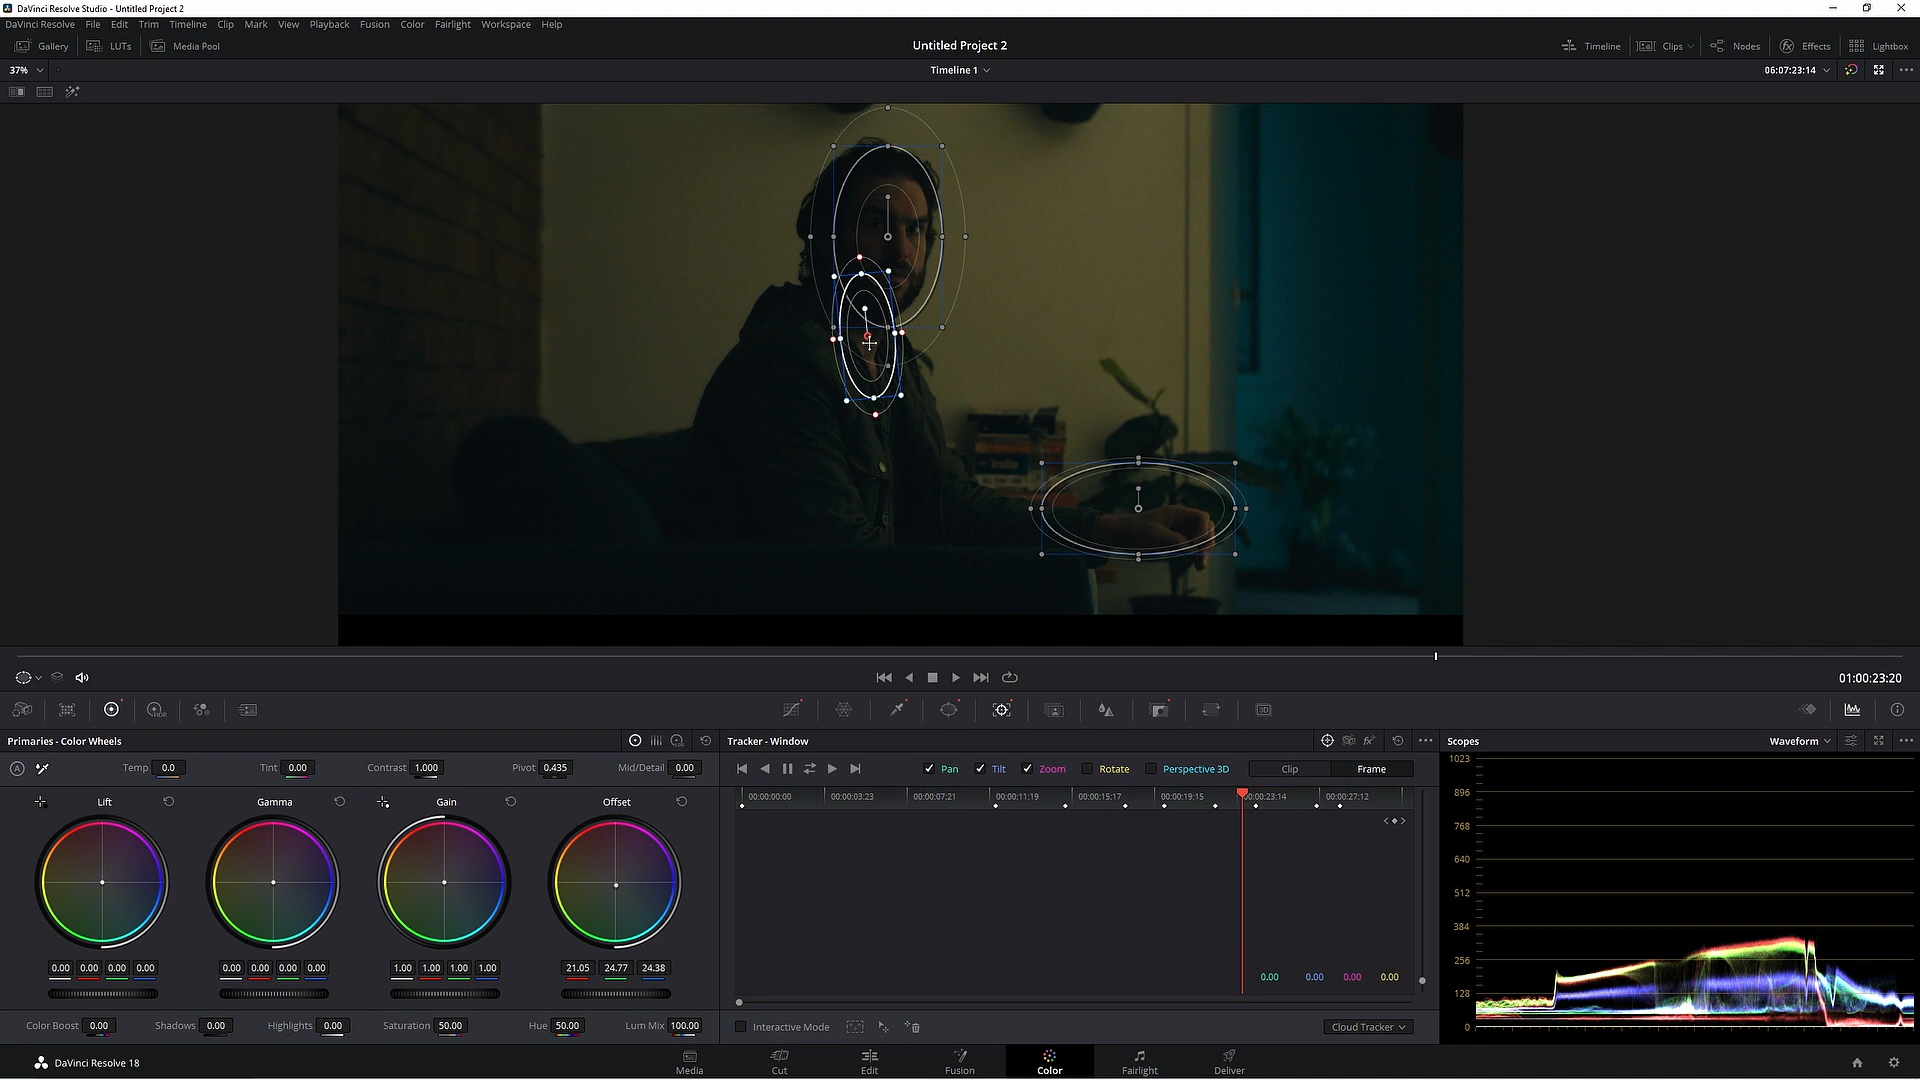 DaVinci Resolve Studio - Untitled Project 2
DaVinci Resolve File Edit Trim Timeline Clip Mark View Playback Fusion Color Fairlight Workspace Help
Gallery LUTs Media Pool Untitled Project 2 Timeline Clips Nodes Effects Lightbox
37% Timeline 1 06:07:23:14
India
01:00:23:20
HDR 3D
Primaries - Color Wheels Tracker - Window Scopes Waveform
A Temp 0.0 Tint 0.00 Contrast 1.000 Pivot 0.435 Mid/Detail 0.00 Pan Tilt Zoom Rotate Perspective 3D Clip Frame
Lift Gamma Gain Offset
00:00:00:00 00:00:03:23 00:00:07:21 00:00:11:19 00:00:15:17 00:00:19:15 00:00:23:14 00:00:27:12
1023
896
768
640
512
384
256
128
0
0.00 0.00 0.00 0.00 0.00 0.00 0.00 0.00 1.00 1.00 1.00 1.00 21.05 24.77 24.38
0.00 0.00 0.00 0.00
Color Boost 0.00 Shadows 0.00 Highlights 0.00 Saturation 50.00 Hue 50.00 Lum Mix 100.00 Interactive Mode Cloud Tracker
DaVinci Resolve 18 Media Cut Edit Fusion Color Fairlight Deliver